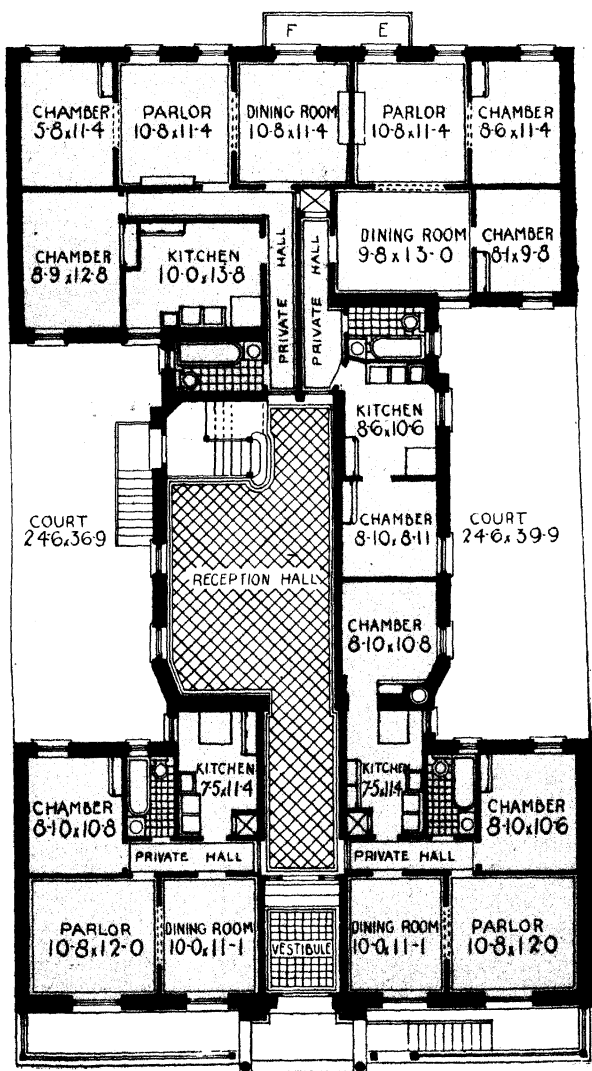 F E
CHAMBER
5-8x11-4
PARLOR
10-8x11-4
DINING ROOM
10-8x11-4
PARLOR
10-8x11-4
CHAMBER
8-6x11-4
CHAMBER
8-9x12-8
KITCHEN
10-0x13-8
PRIVATE HALL
PRIVATE HALL
DINING ROOM
9-8x13-0
CHAMBER
8-1x9-8
KITCHEN
8-6x10-6
COURT
24-6x36-9
CHAMBER
8-10x8-11
COURT
24-6x39-9
RECEPTION HALL
CHAMBER
8-10x10-8
KITCHEN
7-5x11-4
KITCHEN
7-5x11-4
CHAMBER
8-10x10-8
CHAMBER
8-10x10-6
PRIVATE HALL
PRIVATE HALL
PARLOR
10-8x12-0
DINING ROOM
10-0x11-1
VESTIBULE
DINING ROOM
10-0x11-1
PARLOR
10-8x12-0